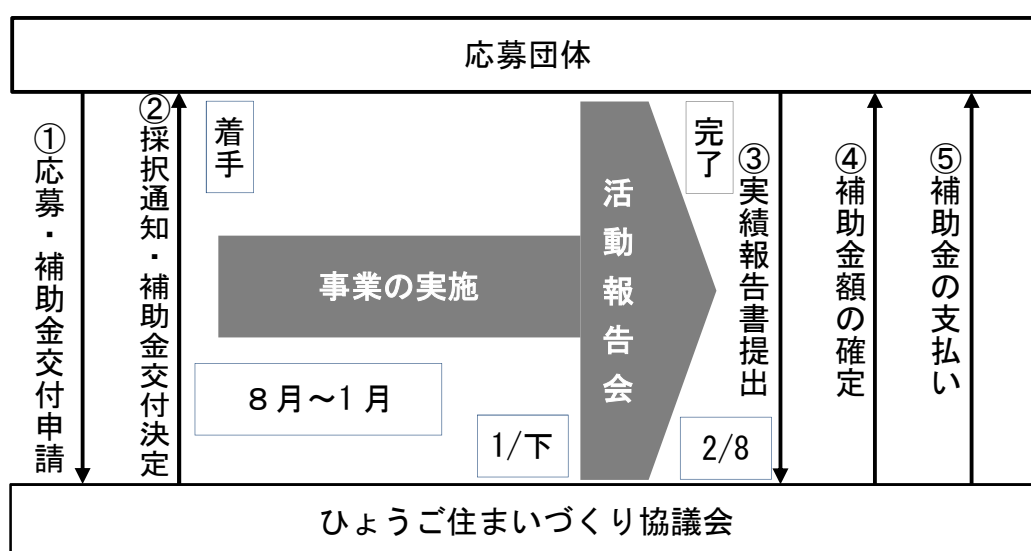 応募団体
①応募・補助金交付申請
②採択通知・補助金交付決定
着手
事業の実施
8月～1月
1/下
活動報告会
完了
2/8
③実績報告書提出
④補助金額の確定
⑤補助金の支払い
ひょうご住まいづくり協議会